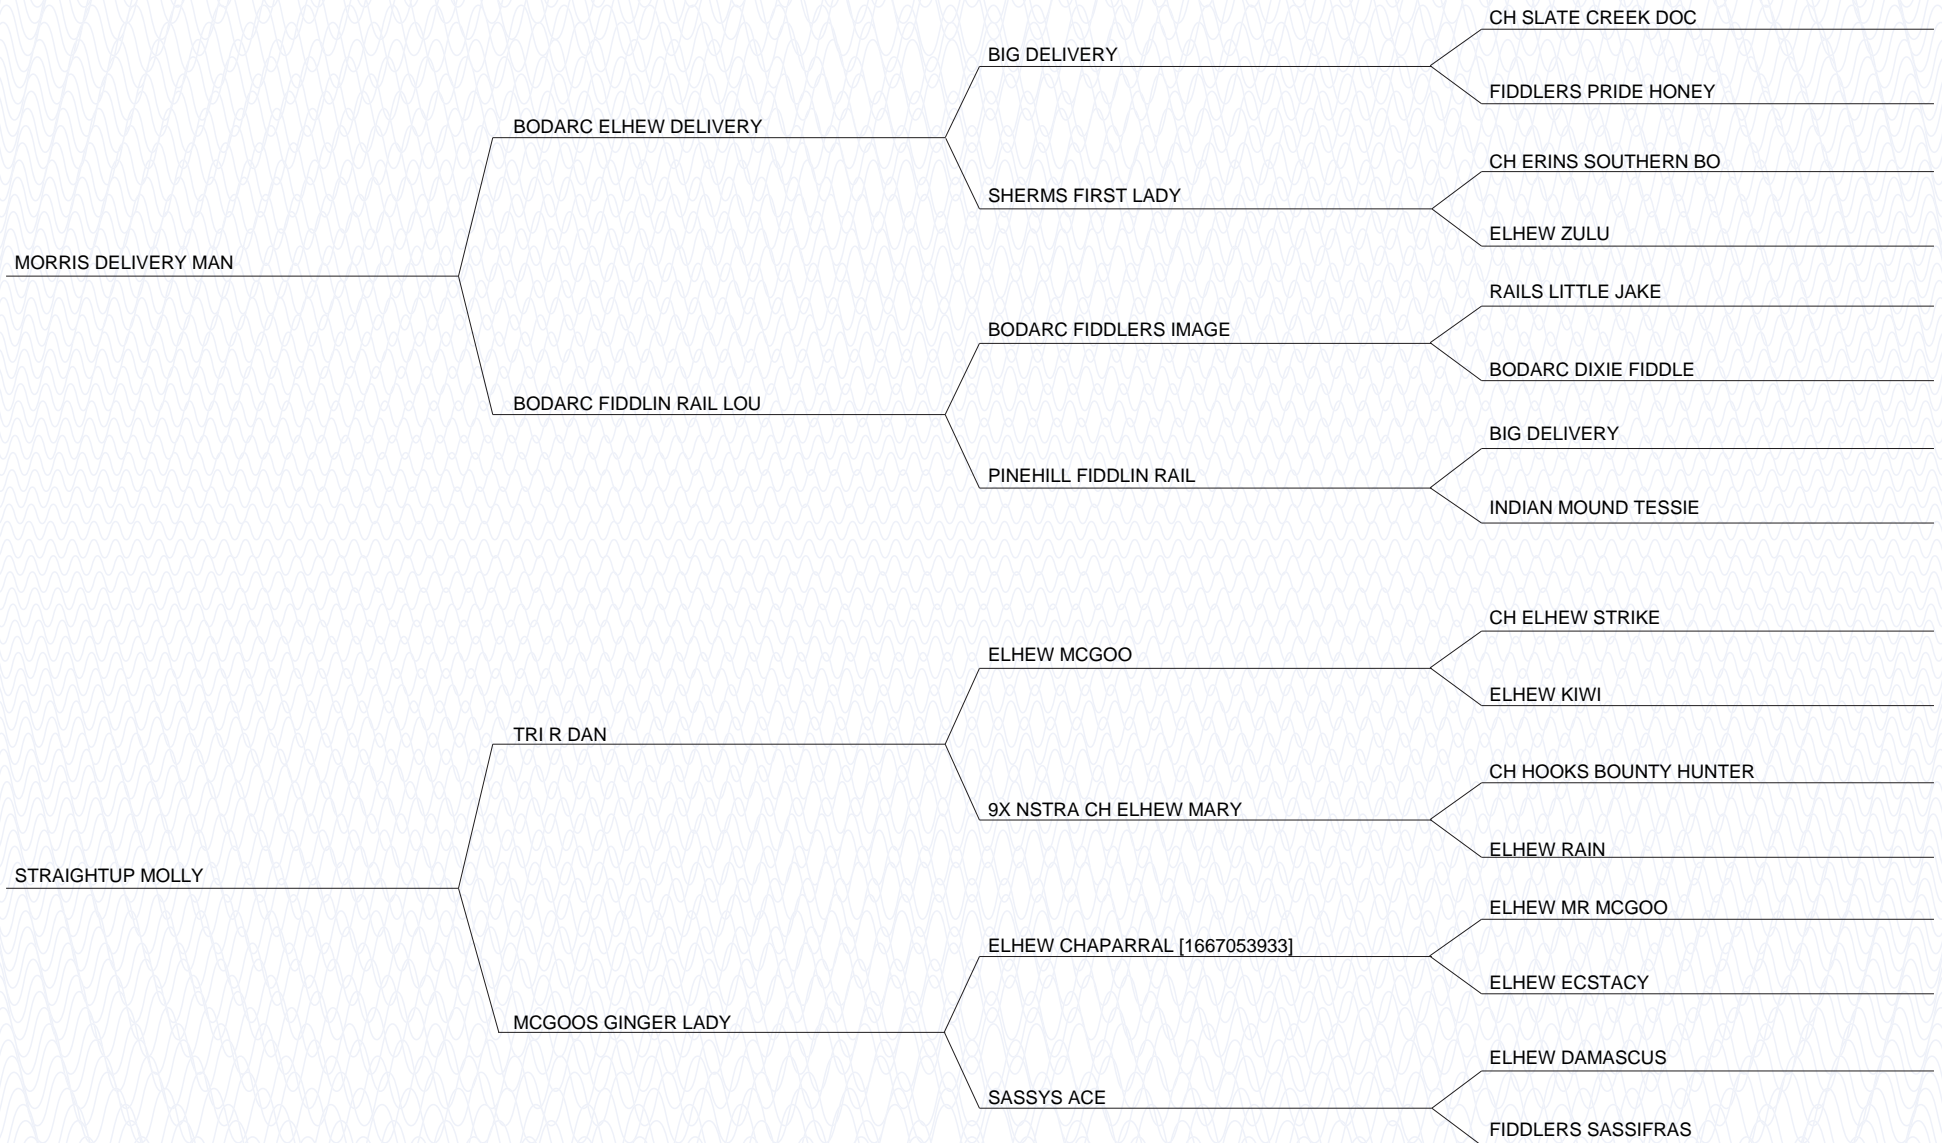 CH SLATE CREEK DOC
BIG DELIVERY
FIDDLERS PRIDE HONEY
BODARC ELHEW DELIVERY
CH ERINS SOUTHERN BO
SHERMS FIRST LADY
ELHEW ZULU
MORRIS DELIVERY MAN
RAILS LITTLE JAKE
BODARC FIDDLERS IMAGE
BODARC DIXIE FIDDLE
BODARC FIDDLIN RAIL LOU
BIG DELIVERY
PINEHILL FIDDLIN RAIL
INDIAN MOUND TESSIE
CH ELHEW STRIKE
ELHEW MCGOO
ELHEW KIWI
TRI R DAN
CH HOOKS BOUNTY HUNTER
9X NSTRA CH ELHEW MARY
ELHEW RAIN
STRAIGHTUP MOLLY
ELHEW MR MCGOO
ELHEW CHAPARRAL [1667053933]
ELHEW ECSTACY
MCGOOS GINGER LADY
ELHEW DAMASCUS
SASSYS ACE
FIDDLERS SASSIFRAS